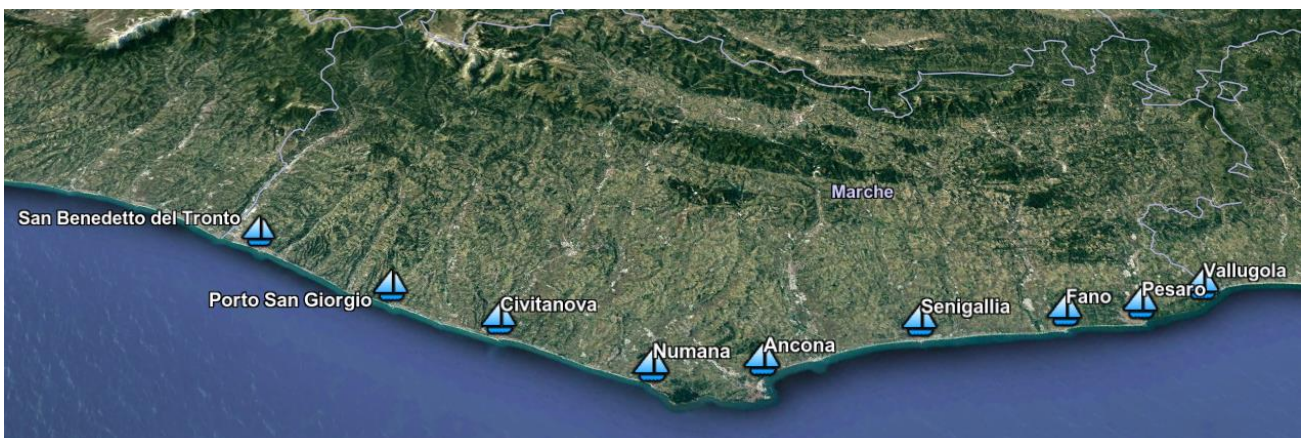 Marche
San Benedetto del Tronto
Porto San Giorgio
Civitanova
Numana
Ancona
Senigallia
Fano
Pesaro
Vallugola